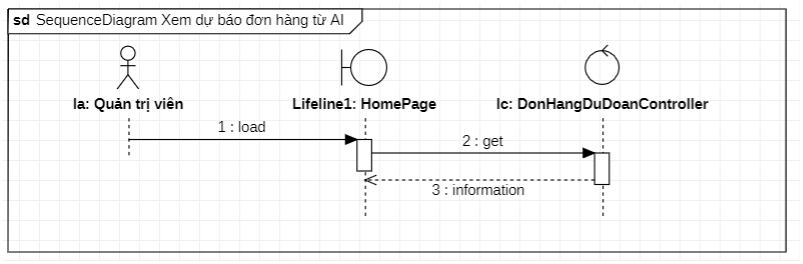 sd SequenceDiagram Xem dự báo đơn hàng từ AI
la: Quản trị viên
Lifeline1: HomePage
lc: DonHangDuDoanController
1 : load
2 : get
3 : information